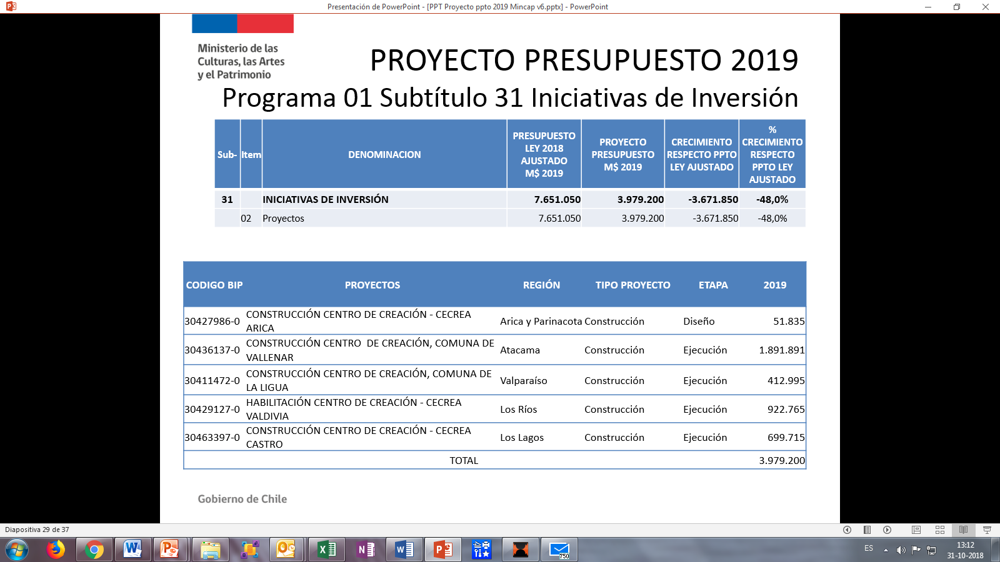 Presentación de PowerPoint - [PPT Proyecto ppto 2019 Mincap v6.pptx] - PowerPoint
Ministerio de las
Culturas, las Artes
y el Patrimonio
PROYECTO PRESUPUESTO 2019
Programa 01 Subtítulo 31 Iniciativas de Inversión
Sub- Item DENOMINACION PRESUPUESTO LEY 2018 AJUSTADO M$ 2019 PROYECTO PRESUPUESTO M$ 2019 CRECIMIENTO RESPECTO PPTO LEY AJUSTADO % CRECIMIENTO RESPECTO PPTO LEY AJUSTADO
31 INICIATIVAS DE INVERSIÓN 7.651.050 3.979.200 -3.671.850 -48,0%
02 Proyectos 7.651.050 3.979.200 -3.671.850 -48,0%
CODIGO BIP PROYECTOS REGIÓN TIPO PROYECTO ETAPA 2019
30427986-0 CONSTRUCCIÓN CENTRO DE CREACIÓN - CECREA ARICA Arica y Parinacota Construcción Diseño 51.835
30436137-0 CONSTRUCCIÓN CENTRO DE CREACIÓN, COMUNA DE VALLENAR Atacama Construcción Ejecución 1.891.891
30411472-0 CONSTRUCCIÓN CENTRO DE CREACIÓN, COMUNA DE LA LIGUA Valparaíso Construcción Ejecución 412.995
30429127-0 HABILITACIÓN CENTRO DE CREACIÓN - CECREA VALDIVIA Los Ríos Construcción Ejecución 922.765
30463397-0 CONSTRUCCIÓN CENTRO DE CREACIÓN - CECREA CASTRO Los Lagos Construcción Ejecución 699.715
TOTAL 3.979.200
Gobierno de Chile
Diapositiva 29 de 37
750
ES
13:12
31-10-2018